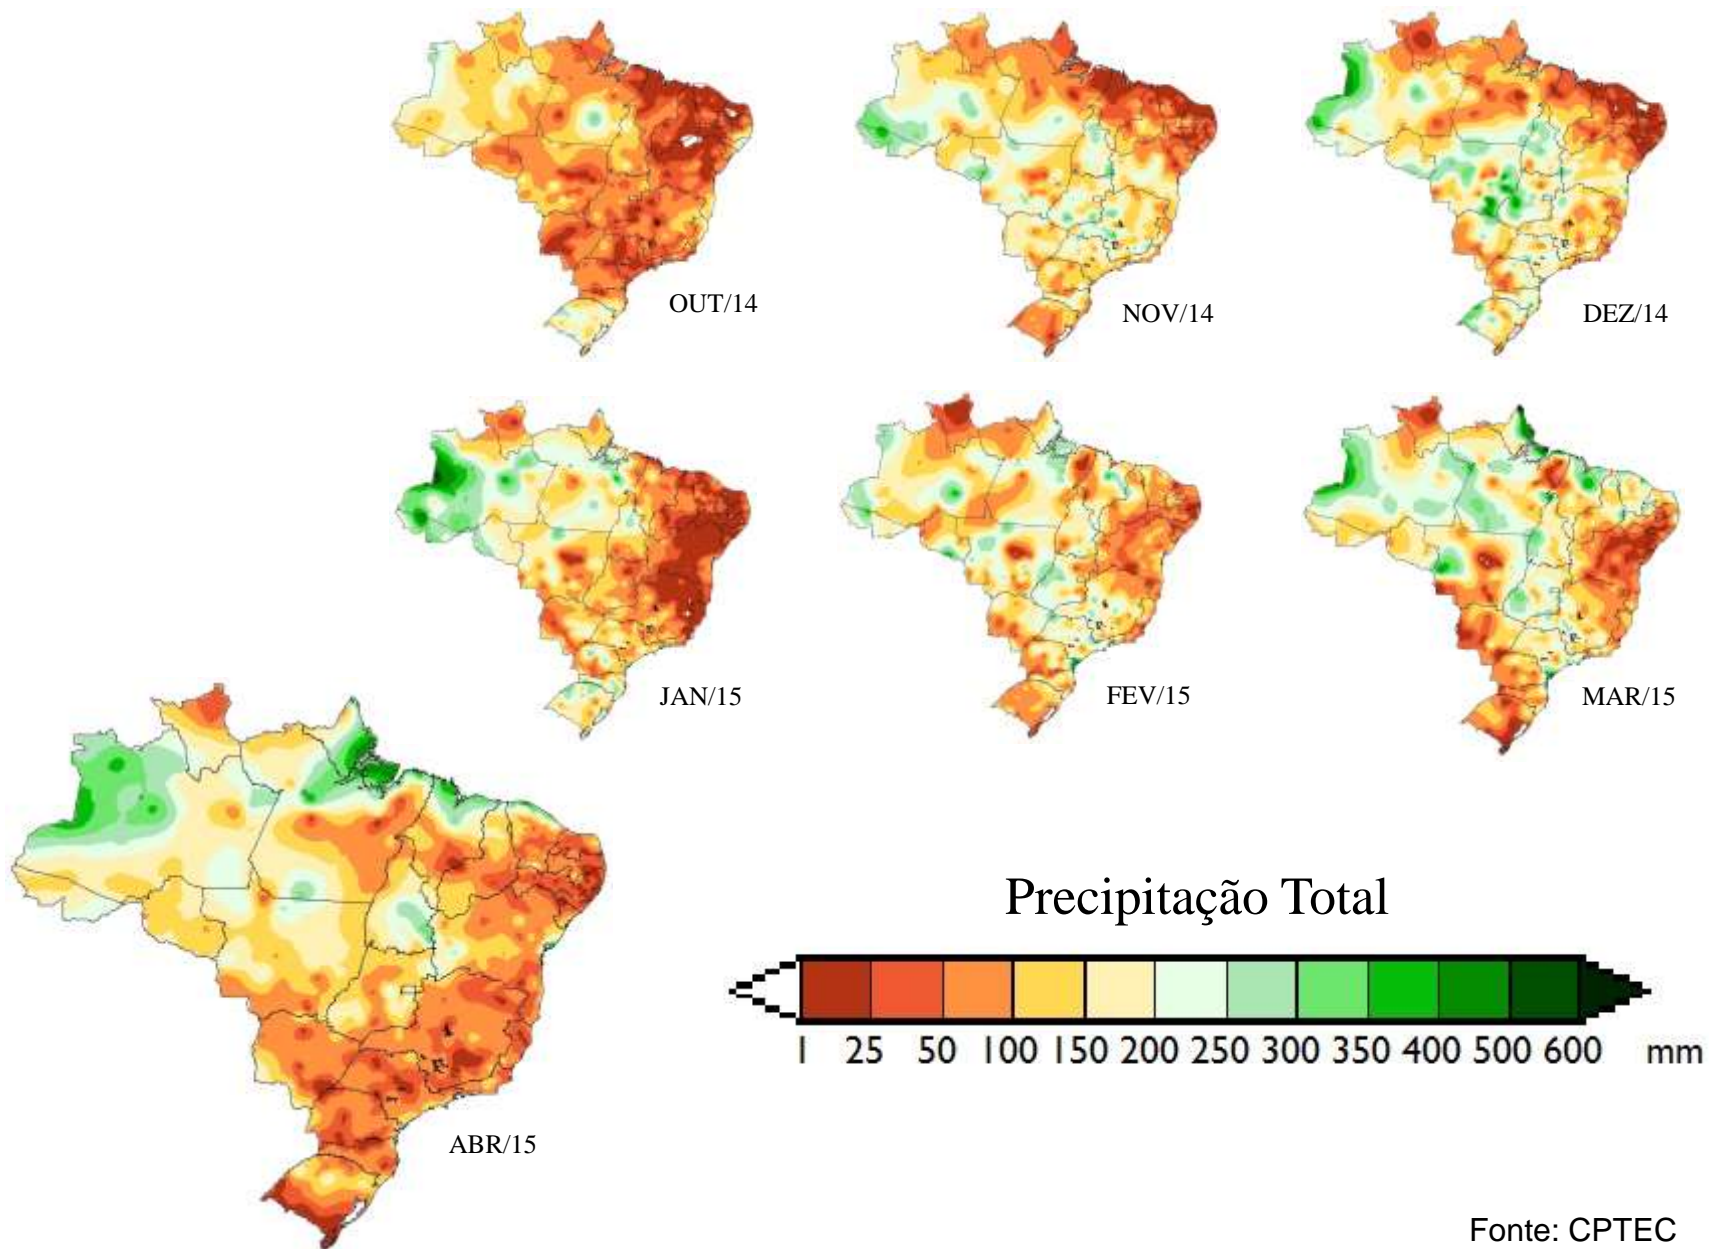 OUT/14
NOV/14
DEZ/14
JAN/15
FEV/15
MAR/15
ABR/15
Precipitação Total
1 25 50 100 150 200 250 300 350 400 500 600 mm
Fonte: CPTEC